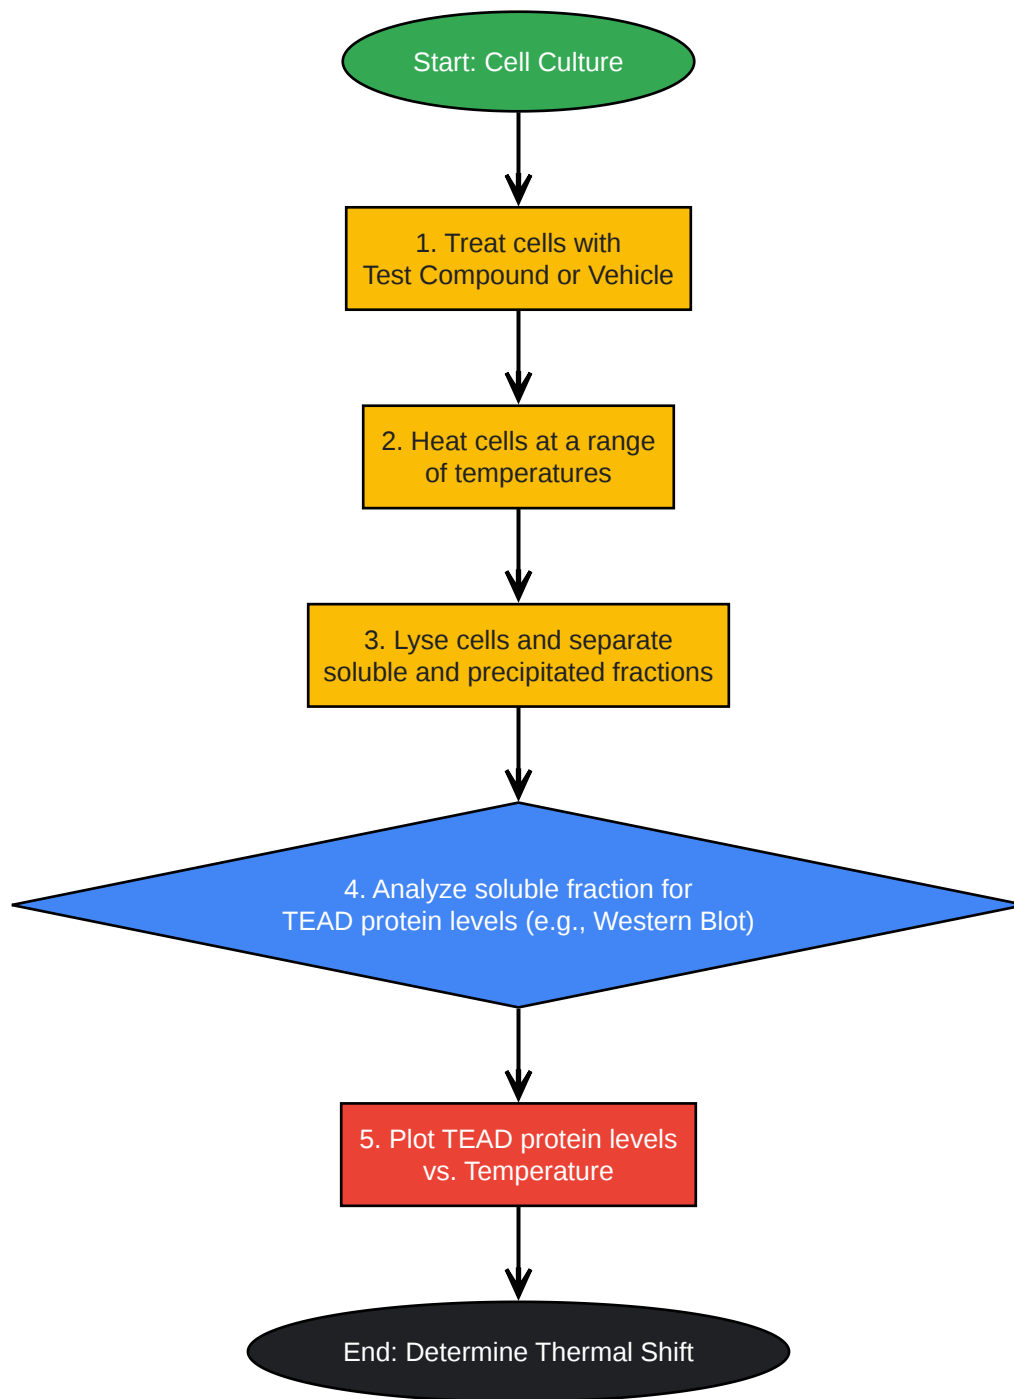 Start: Cell Culture
1. Treat cells with
Test Compound or Vehicle
2. Heat cells at a range
of temperatures
3. Lyse cells and separate
soluble and precipitated fractions
4. Analyze soluble fraction for
TEAD protein levels (e.g., Western Blot)
5. Plot TEAD protein levels
vs. Temperature
End: Determine Thermal Shift